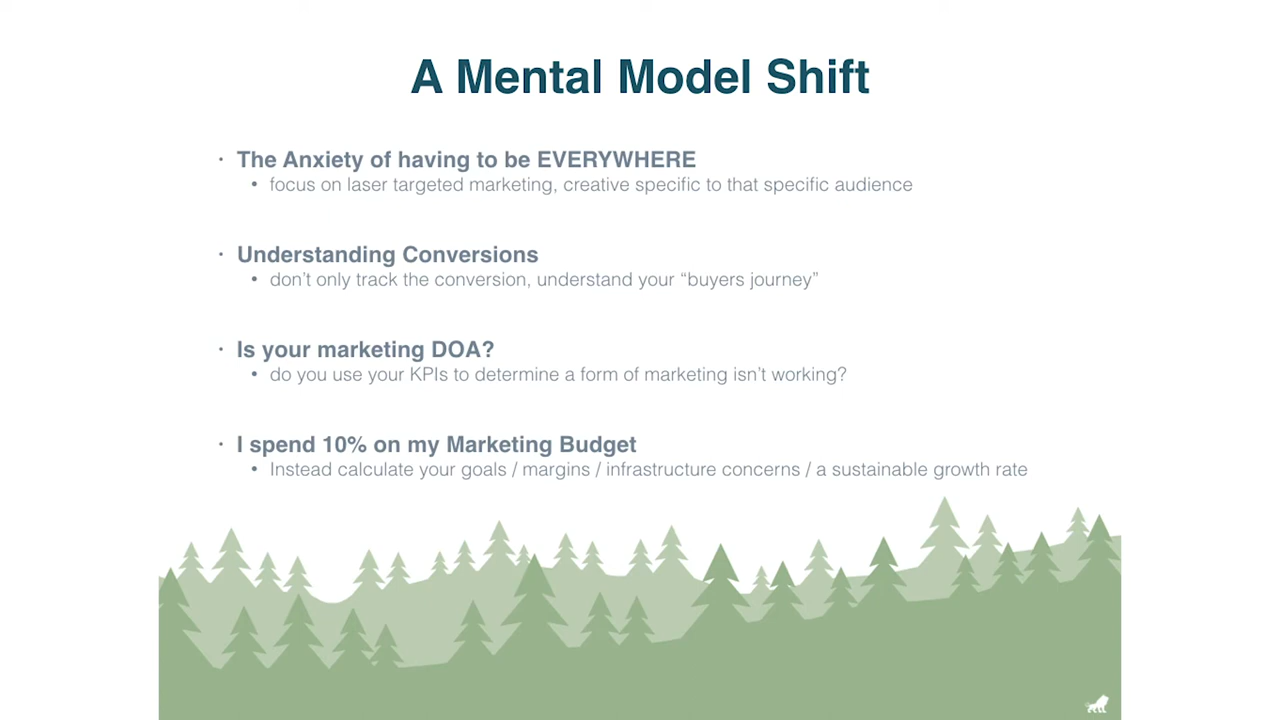 A Mental Model Shift
· The Anxiety of having to be EVERYWHERE
• focus on laser targeted marketing, creative specific to that specific audience
· Understanding Conversions
• don’t only track the conversion, understand your “buyers journey”
· Is your marketing DOA?
• do you use your KPIs to determine a form of marketing isn’t working?
· I spend 10% on my Marketing Budget
• Instead calculate your goals / margins / infrastructure concerns / a sustainable growth rate